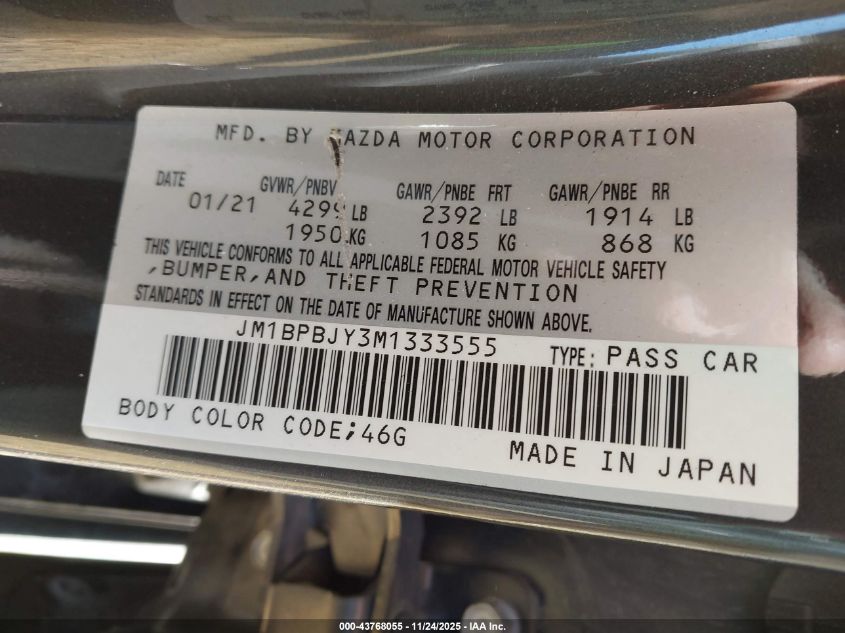 MFD. BY MAZDA MOTOR CORPORATION
DATE GVWR/PNBV GAWR/PNBE FRT GAWR/PNBE RR
01/21 4299 LB 2392 LB 1914 LB
1950 KG 1085 KG 868 KG
THIS VEHICLE CONFORMS TO ALL APPLICABLE FEDERAL MOTOR VEHICLE SAFETY
,BUMPER,AND THEFT PREVENTION
STANDARDS IN EFFECT ON THE DATE OF MANUFACTURE SHOWN ABOVE.
JM1BPBJY3M1333555 TYPE: PASS CAR
BODY COLOR CODE;46G
MADE IN JAPAN
000-43768055 - 11/24/2025 - IAA Inc.